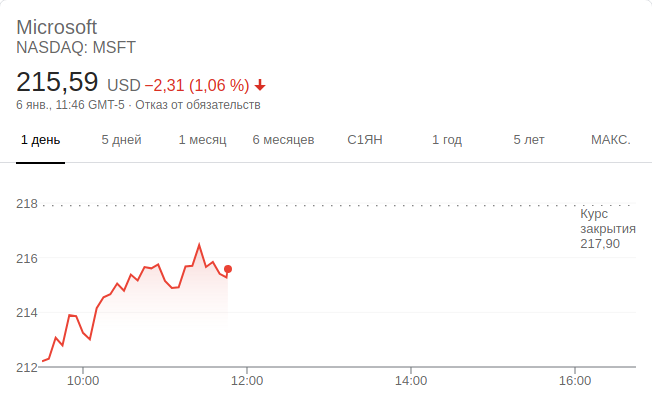 Microsoft
NASDAQ: MSFT
215,59 USD −2,31 (1,06 %)
6 янв., 11:46 GMT-5 · Отказ от обязательств
1 день 5 дней 1 месяц 6 месяцев С1ЯН 1 год 5 лет МАКС.
218
Курс
закрытия
217,90
216
214
212
10:00 12:00 14:00 16:00